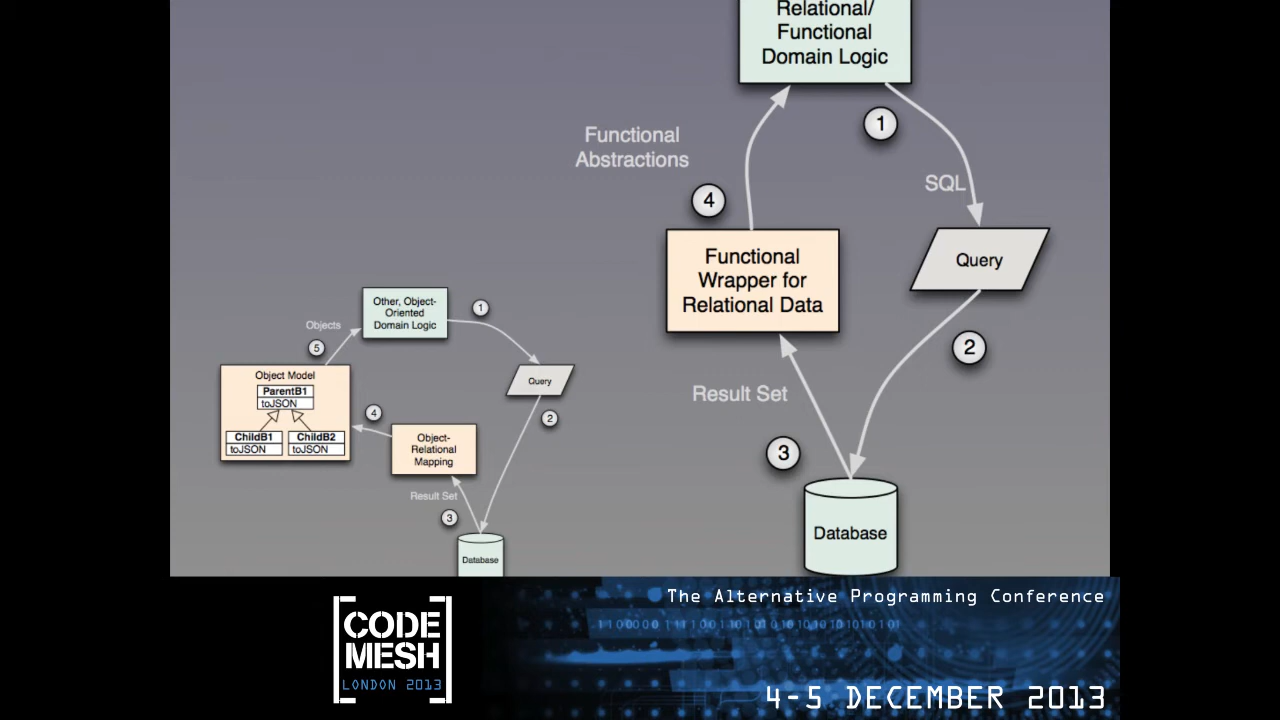 Relational/
Functional
Domain Logic
1
Functional
Abstractions
SQL
4
Functional
Wrapper for
Relational Data
Query
2
Result Set
3
Database
Other, Object-
Oriented
Domain Logic
1
Objects
5
Object Model
ParentB1
toJSON
ChildB1
toJSON
ChildB2
toJSON
4
Object-
Relational
Mapping
Query
2
Result Set
3
Database
CODE
MESH
LONDON 2013
The Alternative Programming Conference
4-5 DECEMBER 2013